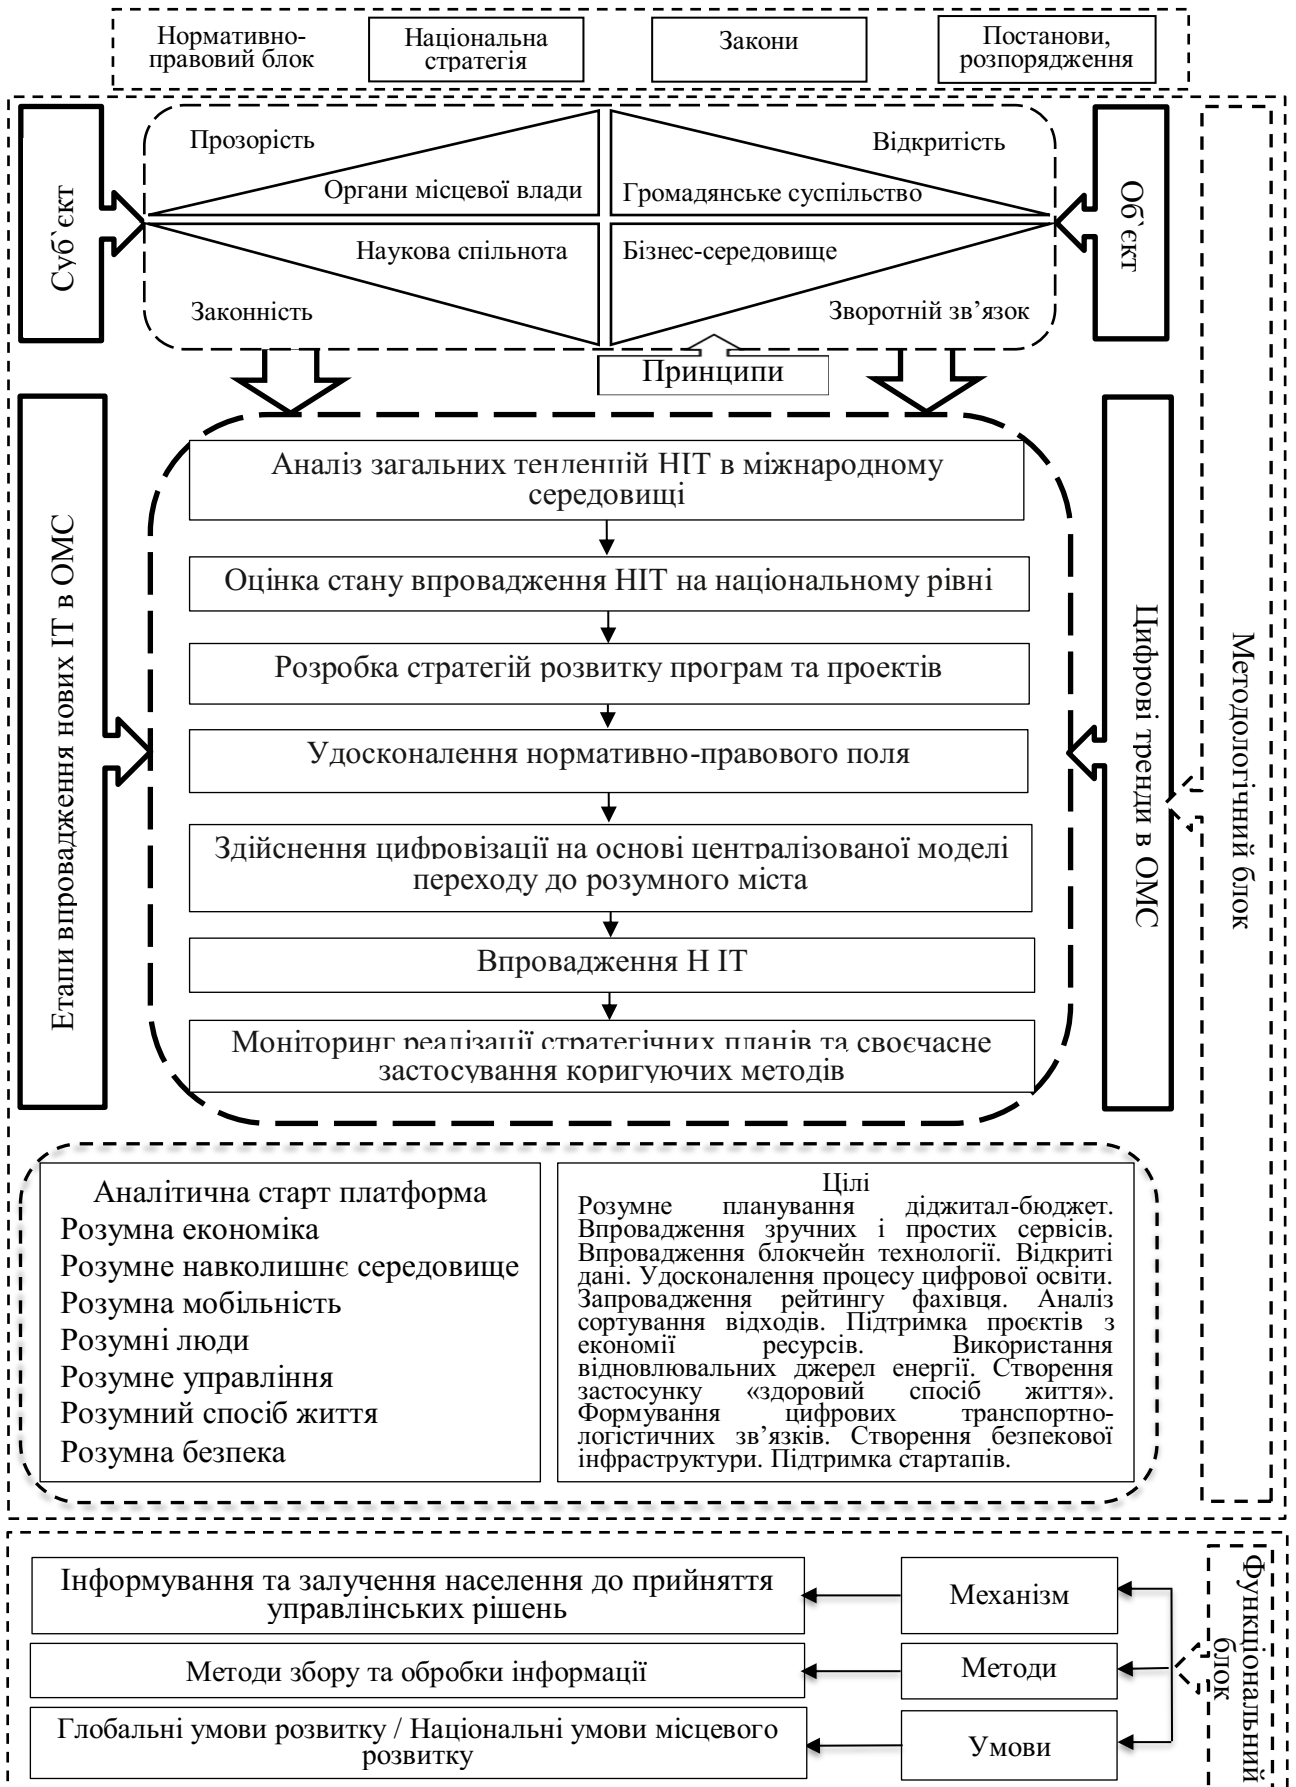 Нормативно-
правовий блок
Національна
стратегія
Закони
Постанови,
розпорядження
Суб`єкт
Прозорість
Відкритість
Органи місцевої влади
Громадянське суспільство
Наукова спільнота
Бізнес-середовище
Законність
Зворотній зв’язок
Об`єкт
Принципи
Етапи впровадження нових ІТ в ОМС
Аналіз загальних тенденцій НІТ в міжнародному
середовищі
Оцінка стану впровадження НІТ на національному рівні
Розробка стратегій розвитку програм та проектів
Удосконалення нормативно-правового поля
Здійснення цифровізації на основі централізованої моделі
переходу до розумного міста
Впровадження Н ІТ
Моніторинг реалізації стратегічних планів та своєчасне
застосування коригуючих методів
Цифрові тренди в ОМС
Методологічний блок
Аналітична старт платформа
Розумна економіка
Розумне навколишнє середовище
Розумна мобільність
Розумні люди
Розумне управління
Розумний спосіб життя
Розумна безпека
Цілі
Розумне планування діджитал-бюджет.
Впровадження зручних і простих сервісів.
Впровадження блокчейн технології. Відкриті
дані. Удосконалення процесу цифрової освіти.
Запровадження рейтингу фахівця. Аналіз
сортування відходів. Підтримка проєктів з
економії ресурсів. Використання
відновлювальних джерел енергії. Створення
застосунку «здоровий спосіб життя».
Формування цифрових транспортно-
логістичних зв’язків. Створення безпекової
інфраструктури. Підтримка стартапів.
Інформування та залучення населення до прийняття
управлінських рішень
Механізм
Методи збору та обробки інформації
Методи
Глобальні умови розвитку / Національні умови місцевого
розвитку
Умови
Функціональний
блок